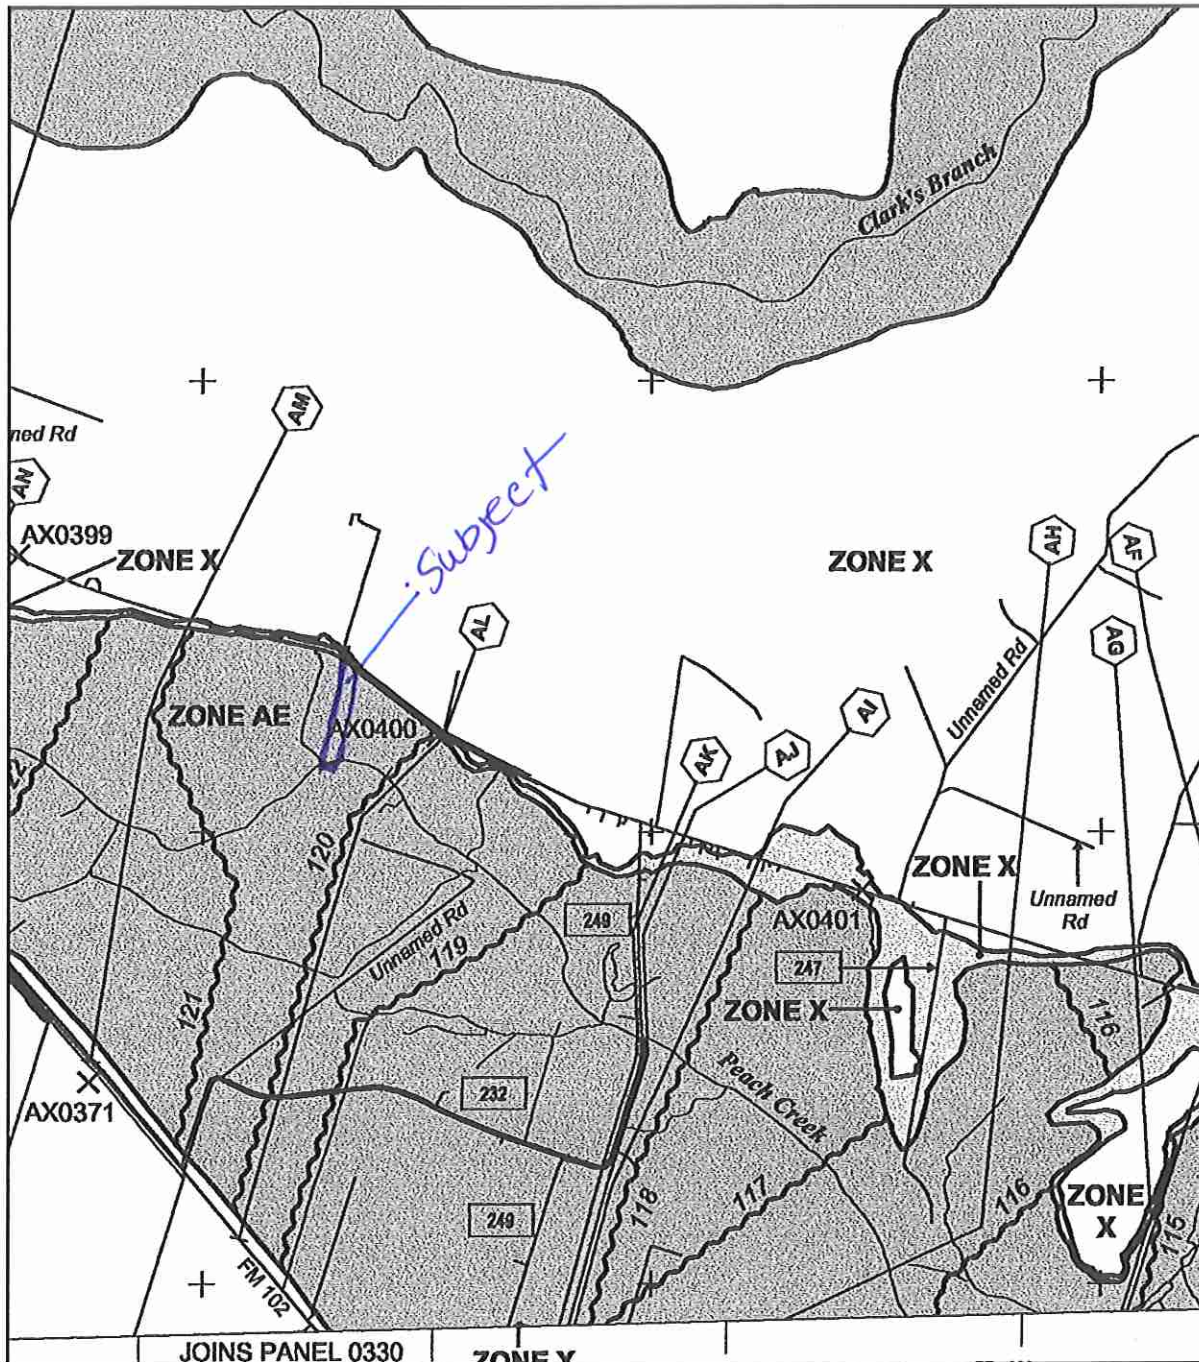 Clark's Branch
AM
ned Rd
AN
AX0399
ZONE X
: Subject
ZONE X
AH
AF
AL
AG
Unnamed Rd
ZONE AE
AX0400
AI
AK
AJ
120
ZONE X
Unnamed
Rd
249
AX0401
Unnamed Rd
119
247
121
ZONE X
116
Peach Creek
232
AX0371
249
118
117
116
ZONE
X
115
FM 102
JOINS PANEL 0330
ZONE X